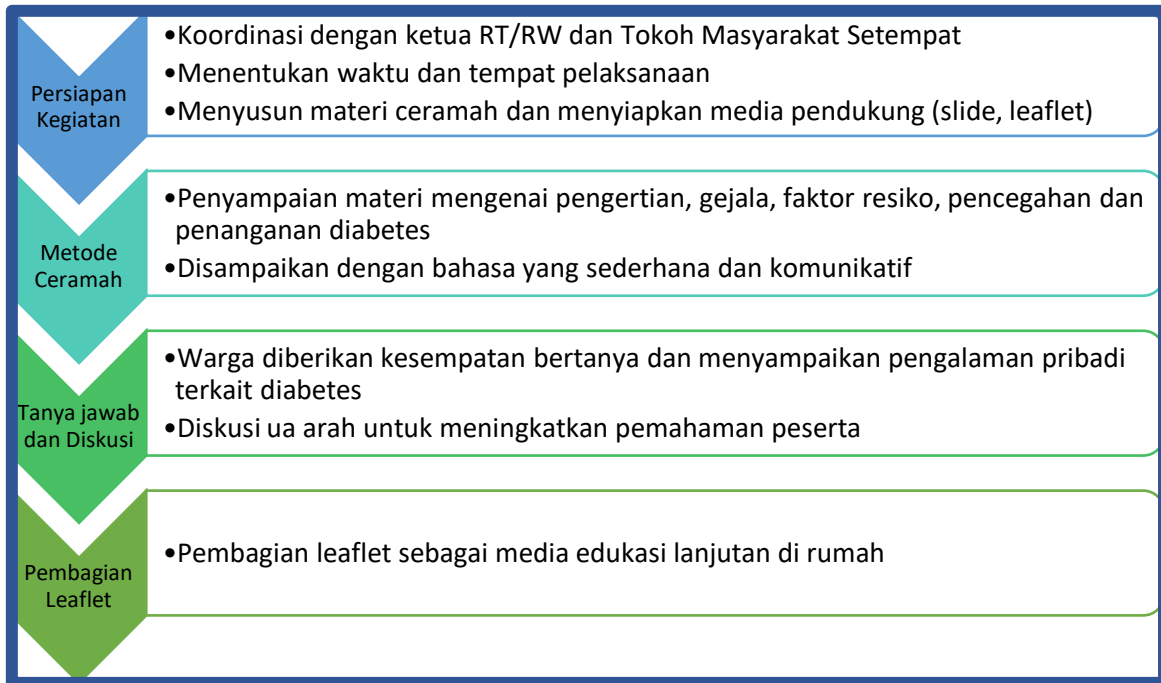 Persiapan
Kegiatan
•Koordinasi dengan ketua RT/RW dan Tokoh Masyarakat Setempat
•Menentukan waktu dan tempat pelaksanaan
•Menyusun materi ceramah dan menyiapkan media pendukung (slide, leaflet)
Metode
Ceramah
•Penyampaian materi mengenai pengertian, gejala, faktor resiko, pencegahan dan
penanganan diabetes
•Disampaikan dengan bahasa yang sederhana dan komunikatif
Tanya jawab
dan Diskusi
•Warga diberikan kesempatan bertanya dan menyampaikan pengalaman pribadi
terkait diabetes
•Diskusi ua arah untuk meningkatkan pemahaman peserta
Pembagian
Leaflet
•Pembagian leaflet sebagai media edukasi lanjutan di rumah